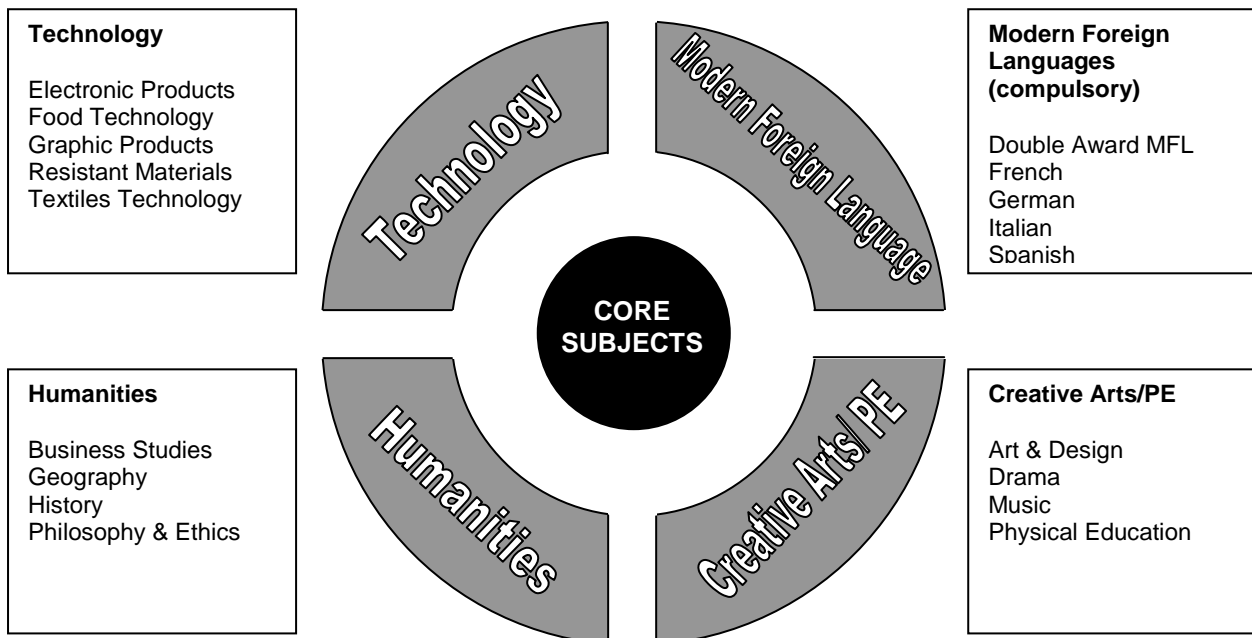 Technology
Electronic Products
Food Technology
Graphic Products
Resistant Materials
Textiles Technology
Technology
Modern Foreign Language
Modern Foreign
Languages
(compulsory)
Double Award MFL
French
German
Italian
Spanish
CORE
SUBJECTS
Humanities
Business Studies
Geography
History
Philosophy & Ethics
Humanities
Creative Arts/PE
Creative Arts/PE
Art & Design
Drama
Music
Physical Education